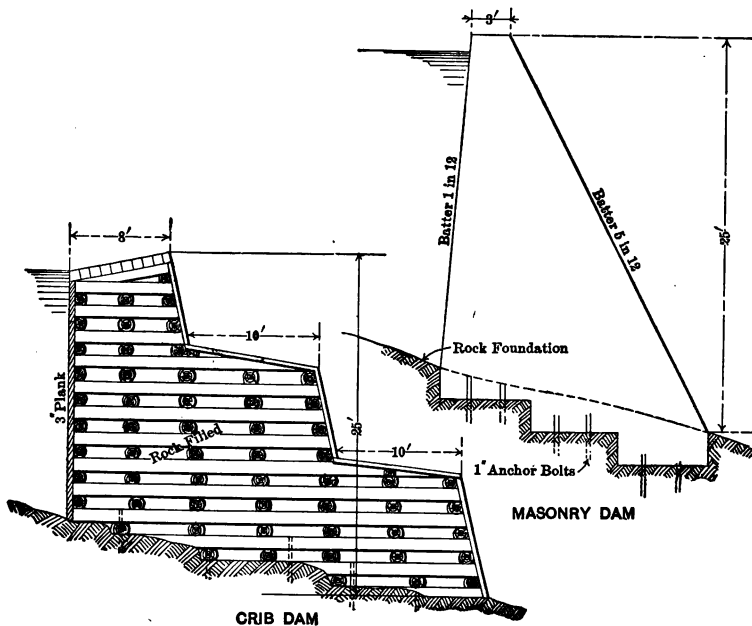 3'
Batter 1 in 12
Batter 5 in 12
25'
8'
10'
Rock Foundation
3" Plank
Rock Filled
25'
10'
1" Anchor Bolts
MASONRY DAM
CRIB DAM